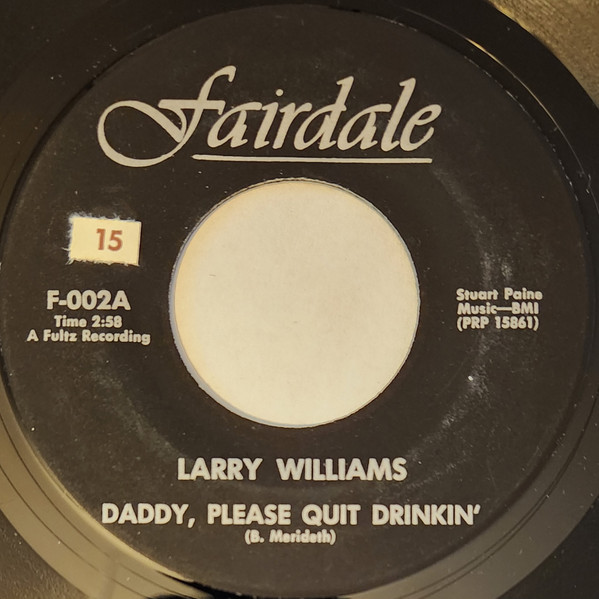 Fairdale
15
F-002A
Time 2:58
A Fultz Recording
Stuart Paine
Music—BMI
(PRP 15861)
LARRY WILLIAMS
DADDY, PLEASE QUIT DRINKIN'
(B. Merideth)